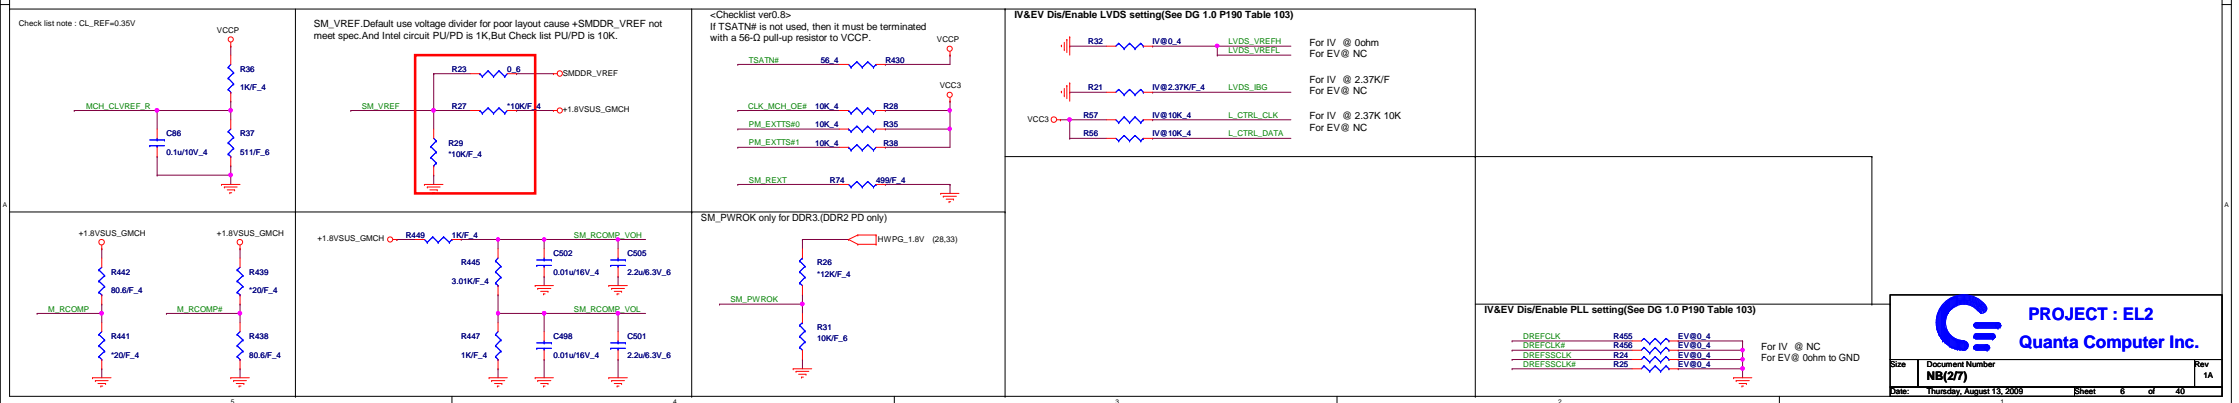 Check list note : CL_REF=0.35V
VCCP
R36
1K/F_4
MCH_CLVREF_R
C86
0.1u/10V_4
R37
511/F_6
SM_VREF.Default use voltage divider for poor layout cause +SMDDR_VREF not
meet spec.And Intel circuit PU/PD is 1K,But Check list PU/PD is 10K.
R23
0_6
SMDDR_VREF
SM_VREF
R27
*10K/F_4
+1.8VSUS_GMCH
R29
*10K/F_4
<Checklist ver0.8>
If TSATN# is not used, then it must be terminated
with a 56-Ω pull-up resistor to VCCP.
VCCP
TSATN#
56_4
R430
VCC3
CLK_MCH_OE#
10K_4
R28
PM_EXTTS#0
10K_4
R35
PM_EXTTS#1
10K_4
R38
SM_REXT
R74
499/F_4
IV&EV Dis/Enable LVDS setting(See DG 1.0 P190 Table 103)
R32
IV@0_4
LVDS_VREFH
LVDS_VREFL
For IV @ 0ohm
For EV@ NC
R21
IV@2.37K/F_4
LVDS_IBG
For IV @ 2.37K/F
For EV@ NC
VCC3
R57
IV@10K_4
L_CTRL_CLK
R56
IV@10K_4
L_CTRL_DATA
For IV @ 2.37K 10K
For EV@ NC
+1.8VSUS_GMCH
R442
80.6/F_4
M_RCOMP
R441
*20/F_4
+1.8VSUS_GMCH
R439
*20/F_4
M_RCOMP#
R438
80.6/F_4
+1.8VSUS_GMCH
R449
1K/F_4
SM_RCOMP_VOH
R445
3.01K/F_4
C502
0.01u/16V_4
C505
2.2u/6.3V_6
SM_RCOMP_VOL
R447
1K/F_4
C498
0.01u/16V_4
C501
2.2u/6.3V_6
SM_PWROK only for DDR3.(DDR2 PD only)
HWPG_1.8V (28,33)
R26
*12K/F_4
SM_PWROK
R31
10K/F_6
IV&EV Dis/Enable PLL setting(See DG 1.0 P190 Table 103)
DREFCLK
R455
EV@0_4
DREFCLK#
R456
EV@0_4
DREFSSCLK
R24
EV@0_4
DREFSSCLK#
R25
EV@0_4
For IV @ NC
For EV@ 0ohm to GND
PROJECT : EL2
Quanta Computer Inc.
Size
Document Number
Rev
NB(2/7)
1A
Date:
Thursday, August 13, 2009
Sheet 6 of 40
A
A
5
4
3
2
1